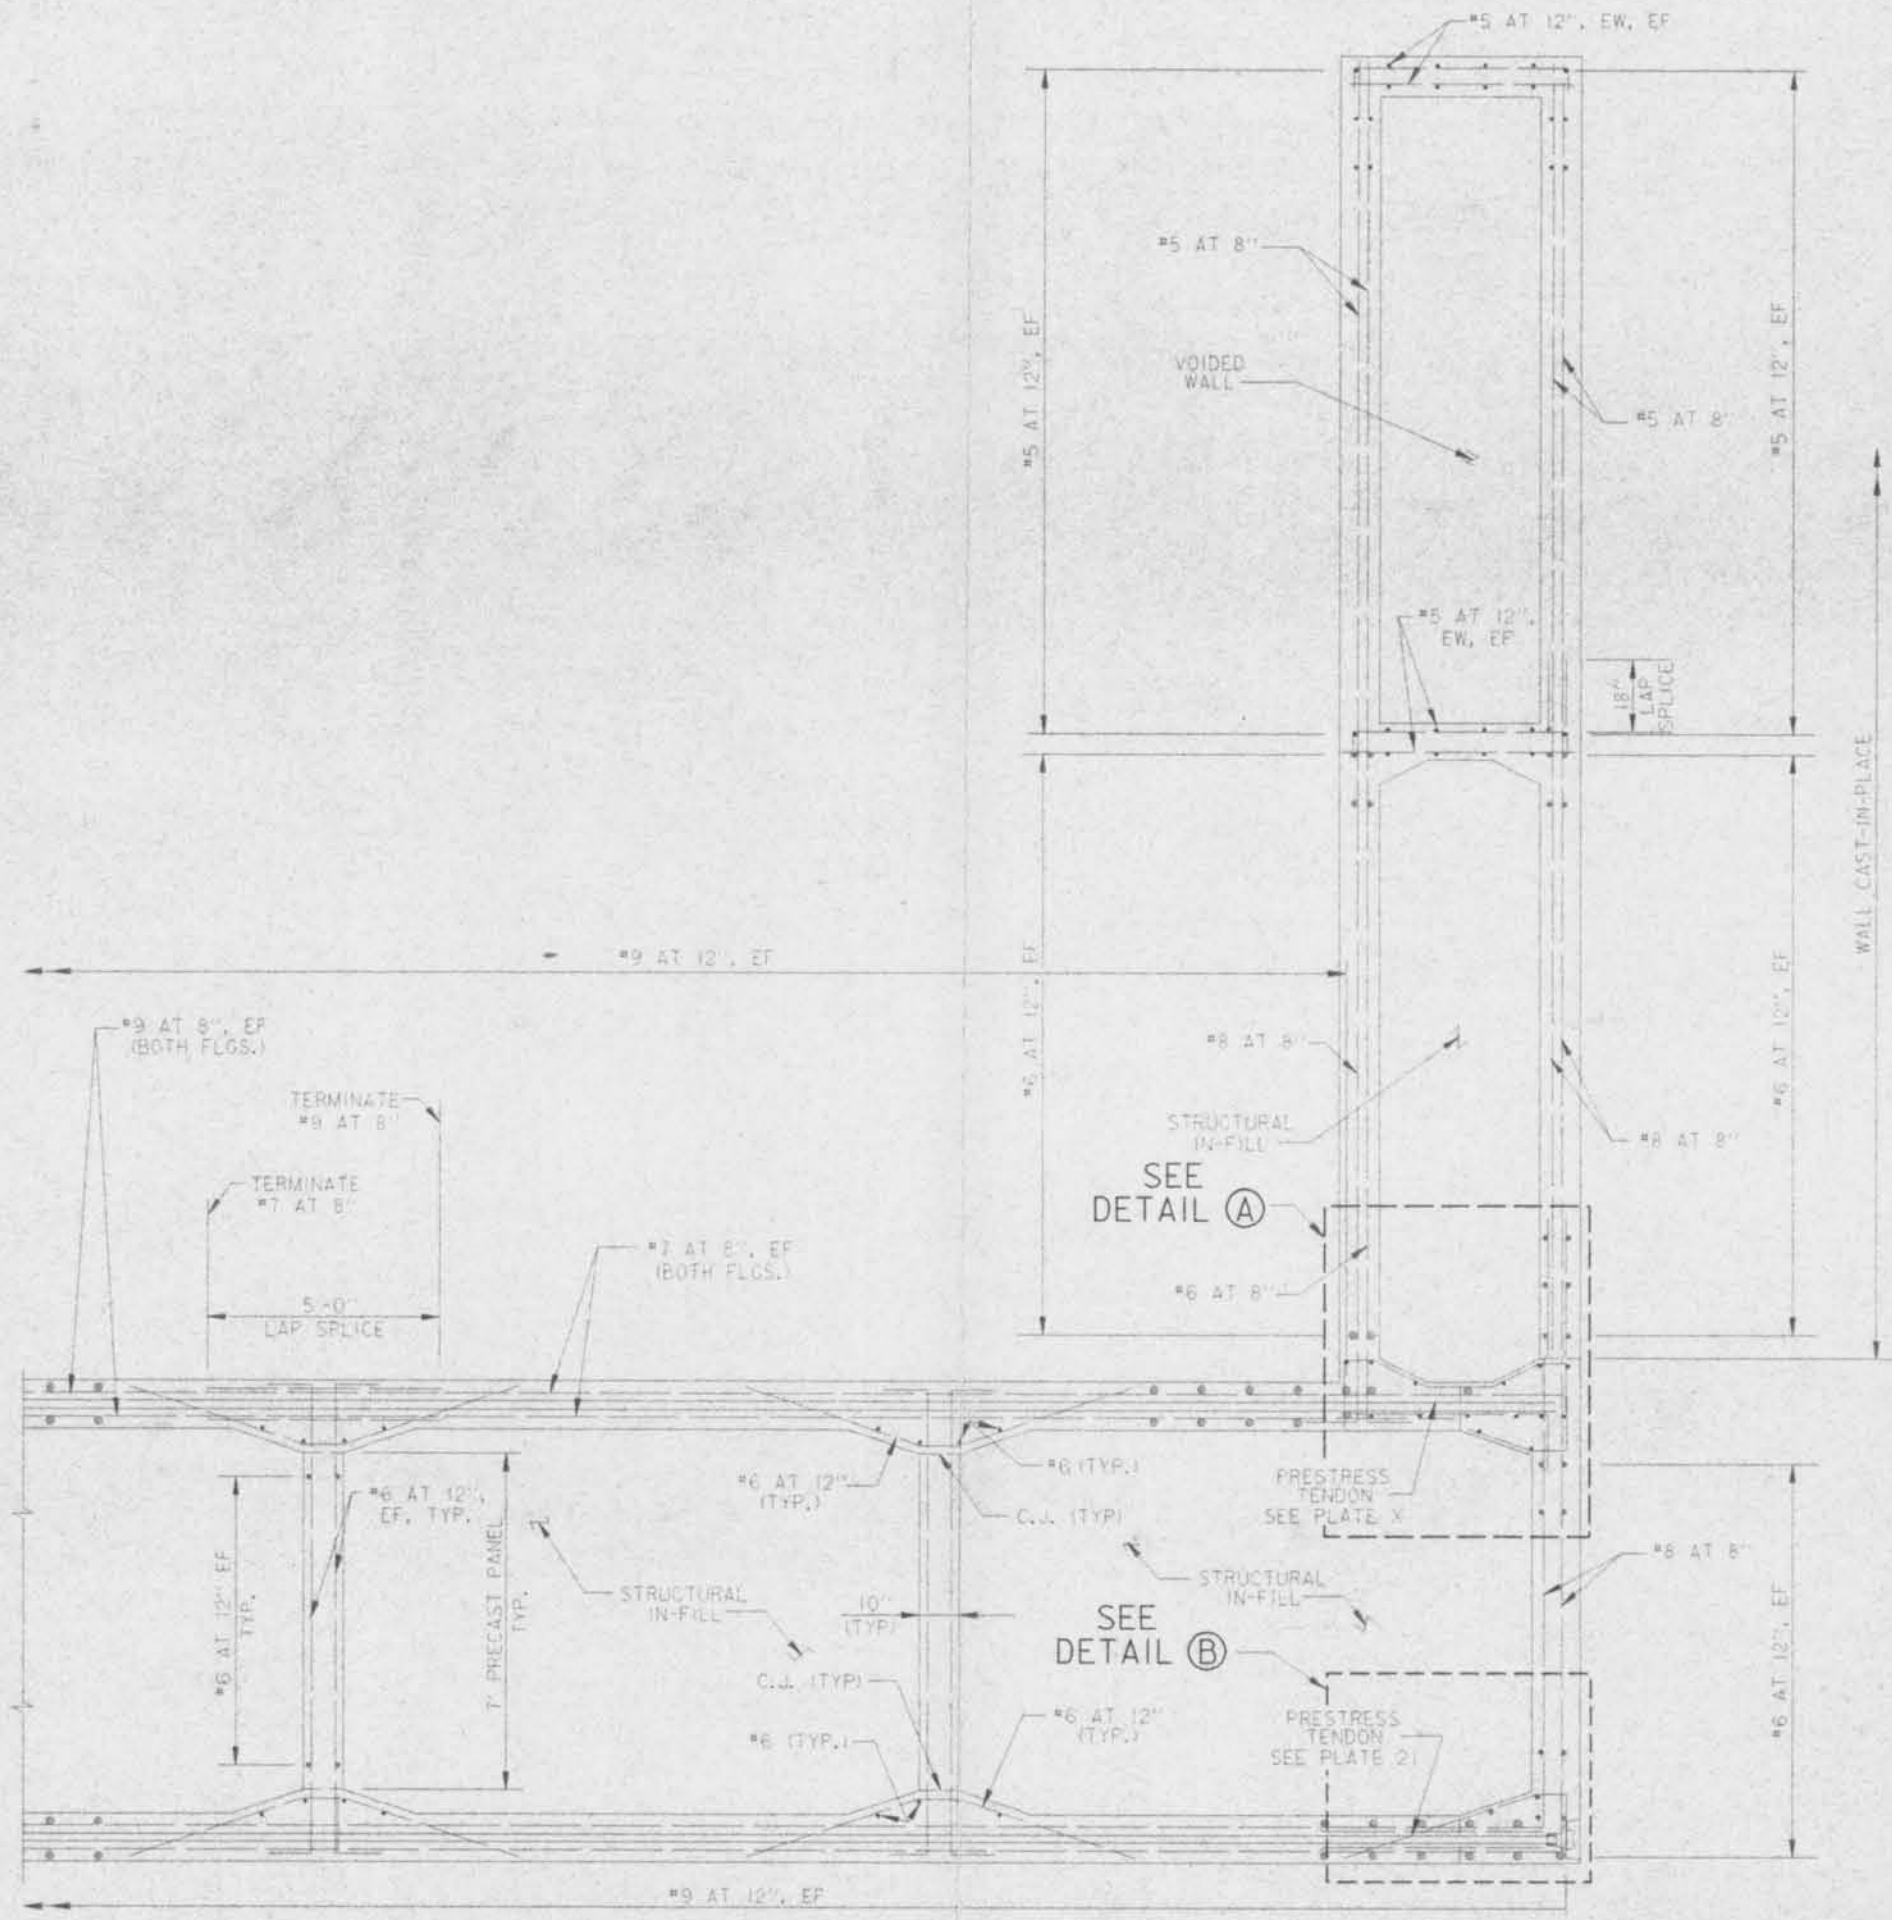 #5 AT 12", EW, EF
#5 AT 8"
#5 AT 12", EF
#5 AT 12", EF
VOIDED
WALL
#5 AT 8"
#5 AT 12",
EW, EF
18"
LAP
SPLICE
WALL CAST-IN-PLACE
#9 AT 12", EF
#6 AT 12", EF
#6 AT 12", EF
#9 AT 8", EF
(BOTH FLGS.)
#8 AT 8"
TERMINATE
#9 AT 8"
STRUCTURAL
IN-FILL
#8 AT 8"
SEE
DETAIL A
TERMINATE
#7 AT 8"
#7 AT 8", EF
(BOTH FLGS.)
#6 AT 8"
5'-0"
LAP SPLICE
#6 AT 12"
(TYP.)
#6 (TYP.)
PRESTRESS
TENDON
SEE PLATE X
#6 AT 12",
EF, TYP.
C.J. (TYP)
#6 AT 12" EF
TYP.
7' PRECAST PANEL
TYP.
STRUCTURAL
IN-FILL
10"
(TYP)
STRUCTURAL
IN-FILL
#8 AT 8"
SEE
DETAIL B
#6 AT 12", EF
C.J. (TYP)
#6 (TYP.)
#6 AT 12"
(TYP.)
PRESTRESS
TENDON
SEE PLATE 21
#9 AT 12", EF